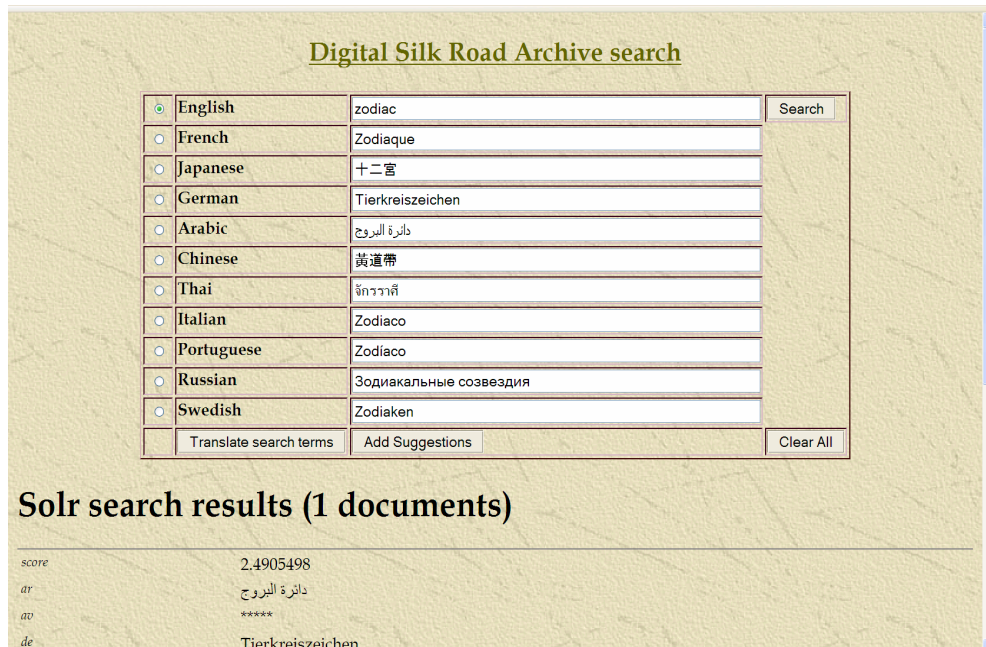 Digital Silk Road Archive search
English zodiac Search
French Zodiaque
Japanese 十二宮
German Tierkreiszeichen
Arabic دائرة البروج
Chinese 黃道帶
Thai จักรราศี
Italian Zodiaco
Portuguese Zodíaco
Russian Зодиакальные созвездия
Swedish Zodiaken
Translate search terms Add Suggestions Clear All
Solr search results (1 documents)
score 2.4905498
ar دائرة البروج
av *****
de Tierkreiszeichen